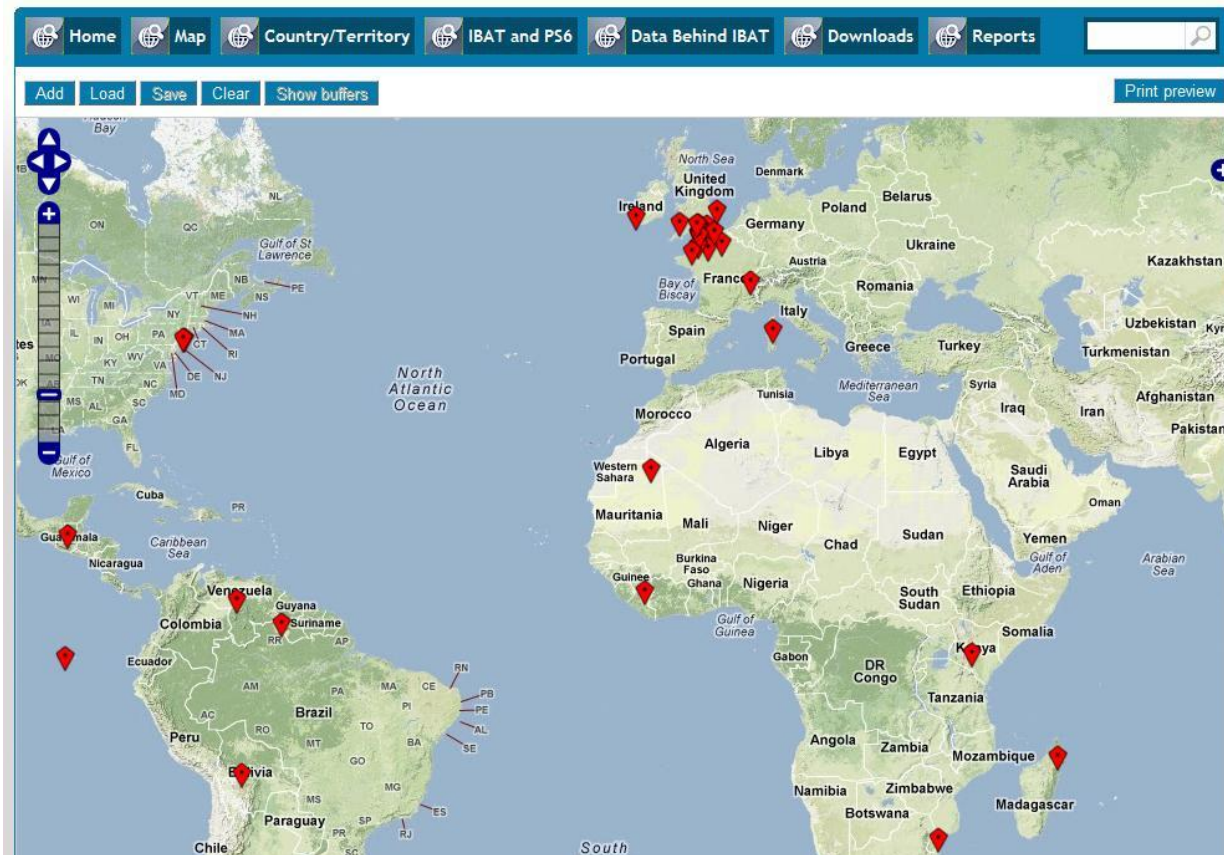 Home Map Country/Territory IBAT and PS6 Data Behind IBAT Downloads Reports
Add Load Save Clear Show buffers Print preview
Hudson
Bay
North Sea
Denmark
United
Kingdom
Ireland
Belarus
Poland
Germany
NL
ON
QC
Gulf of St
Lawrence
Ukraine
Kazakhstan
Austria
France
Bay of
Biscay
Romania
NB
PE
NS
VT
ME
NH
WI
MI
NY
MA
Italy
Spain
Portugal
Greece
Turkey
Uzbekistan
Turkmenistan
IL
IN
OH
PA
CT
RI
NJ
DE
MD
KY
WV
VA
TN
NC
MS
AL
SC
GA
FL
North
Atlantic
Ocean
Mediterranean
Sea
Syria
Iraq
Iran
Afghanistan
Pakistan
Tunisia
Morocco
Algeria
Libya
Egypt
Saudi
Arabia
Oman
Gulf of
Mexico
Western
Sahara
Cuba
PR
Mauritania
Mali
Niger
Chad
Sudan
Yemen
Gulf of
Aden
Arabian
Sea
Guatemala
Caribbean
Sea
Nicaragua
Burkina
Faso
Guinee
Ghana
Nigeria
South
Sudan
Ethiopia
Venezuela
Guyana
Suriname
Colombia
RR
AP
Gulf of
Guinea
Somalia
Kenya
Gabon
DR
Congo
Tanzania
Ecuador
AM
PA
MA
CE
RN
PB
PE
AL
SE
PI
Brazil
TO
AC
RO
BA
Peru
MT
GO
Angola
Zambia
Mozambique
Bolivia
MG
ES
MS
SP
RJ
Paraguay
PR
SC
Chile
Namibia
Zimbabwe
Botswana
Madagascar
South